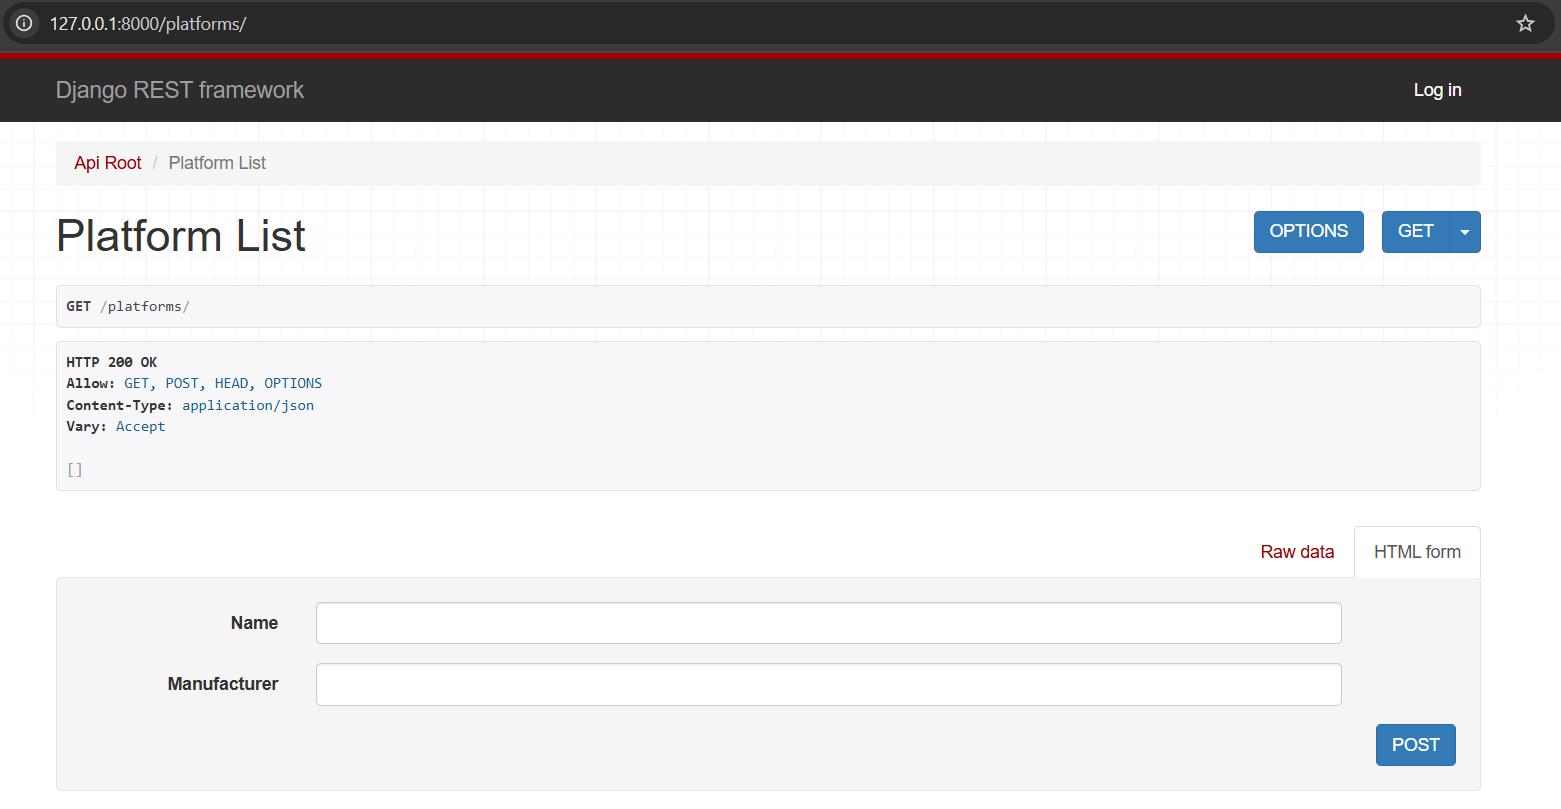 127.0.0.1:8000/platforms/
Django REST framework
Log in
Api Root / Platform List
Platform List
OPTIONS
GET
GET /platforms/
HTTP 200 OK
Allow: GET, POST, HEAD, OPTIONS
Content-Type: application/json
Vary: Accept
[]
Raw data
HTML form
Name
Manufacturer
POST